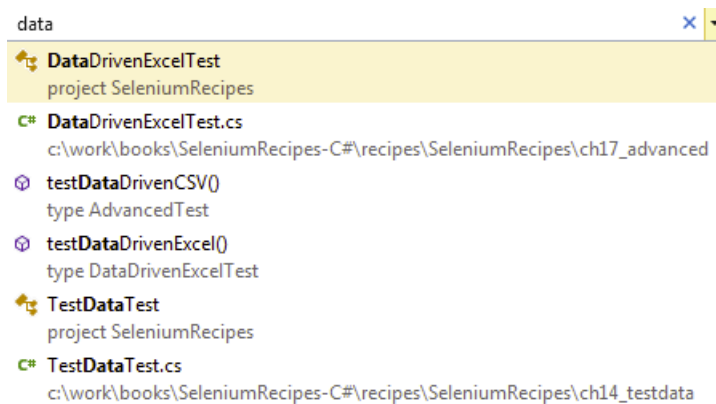 data
DataDrivenExcelTest
project SeleniumRecipes
C# DataDrivenExcelTest.cs
c:\work\books\SeleniumRecipes-C#\recipes\SeleniumRecipes\ch17_advanced
testDataDrivenCSV()
type AdvancedTest
testDataDrivenExcel()
type DataDrivenExcelTest
TestDataTest
project SeleniumRecipes
C# TestDataTest.cs
c:\work\books\SeleniumRecipes-C#\recipes\SeleniumRecipes\ch14_testdata